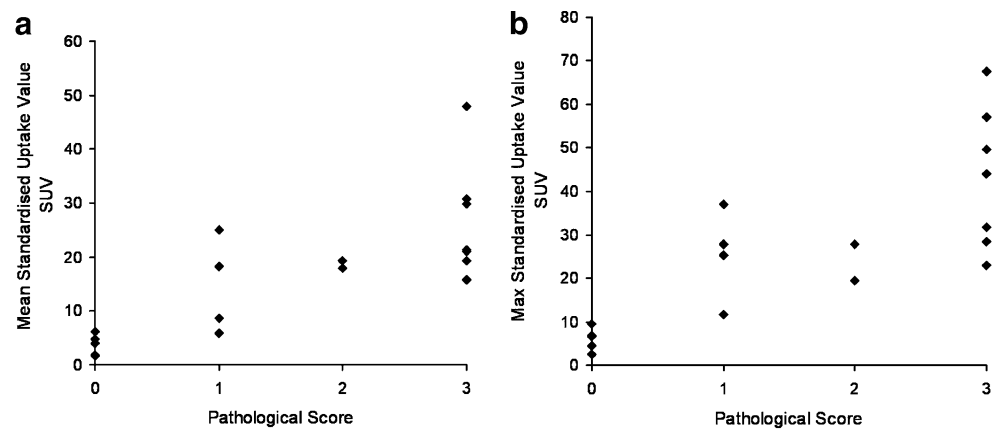 a
Mean Standardised Uptake Value
SUV
60
50
40
30
20
10
0
0 1 2 3
Pathological Score
b
Max Standardised Uptake Value
SUV
80
70
60
50
40
30
20
10
0
0 1 2 3
Pathological Score